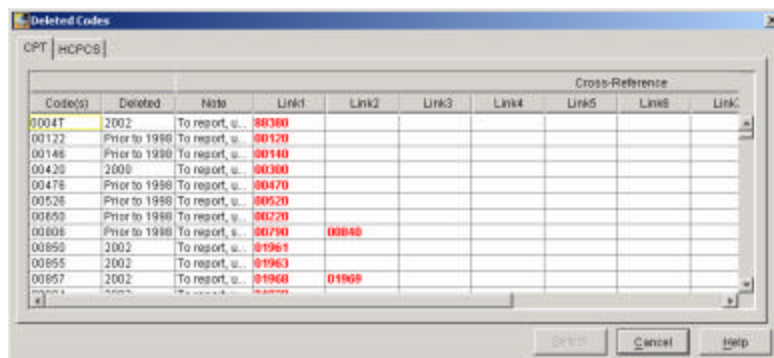 Deleted Codes
CPT HCPCS
Cross-Reference
Code(s) Deleted Note Link1 Link2 Link3 Link4 Link5 Link6 Link
0004T 2002 To report, u... 88380
00122 Prior to 1998 To report, u... 00120
00146 Prior to 1998 To report, u... 00140
00420 2000 To report, u... 00300
00476 Prior to 1998 To report, u... 00470
00526 Prior to 1998 To report, u... 00520
00650 Prior to 1998 To report, u... 00220
00806 Prior to 1998 To report, s... 00790 00840
00850 2002 To report, u... 01961
00855 2002 To report, u... 01963
00857 2002 To report, u... 01968 01969
Cancel Help